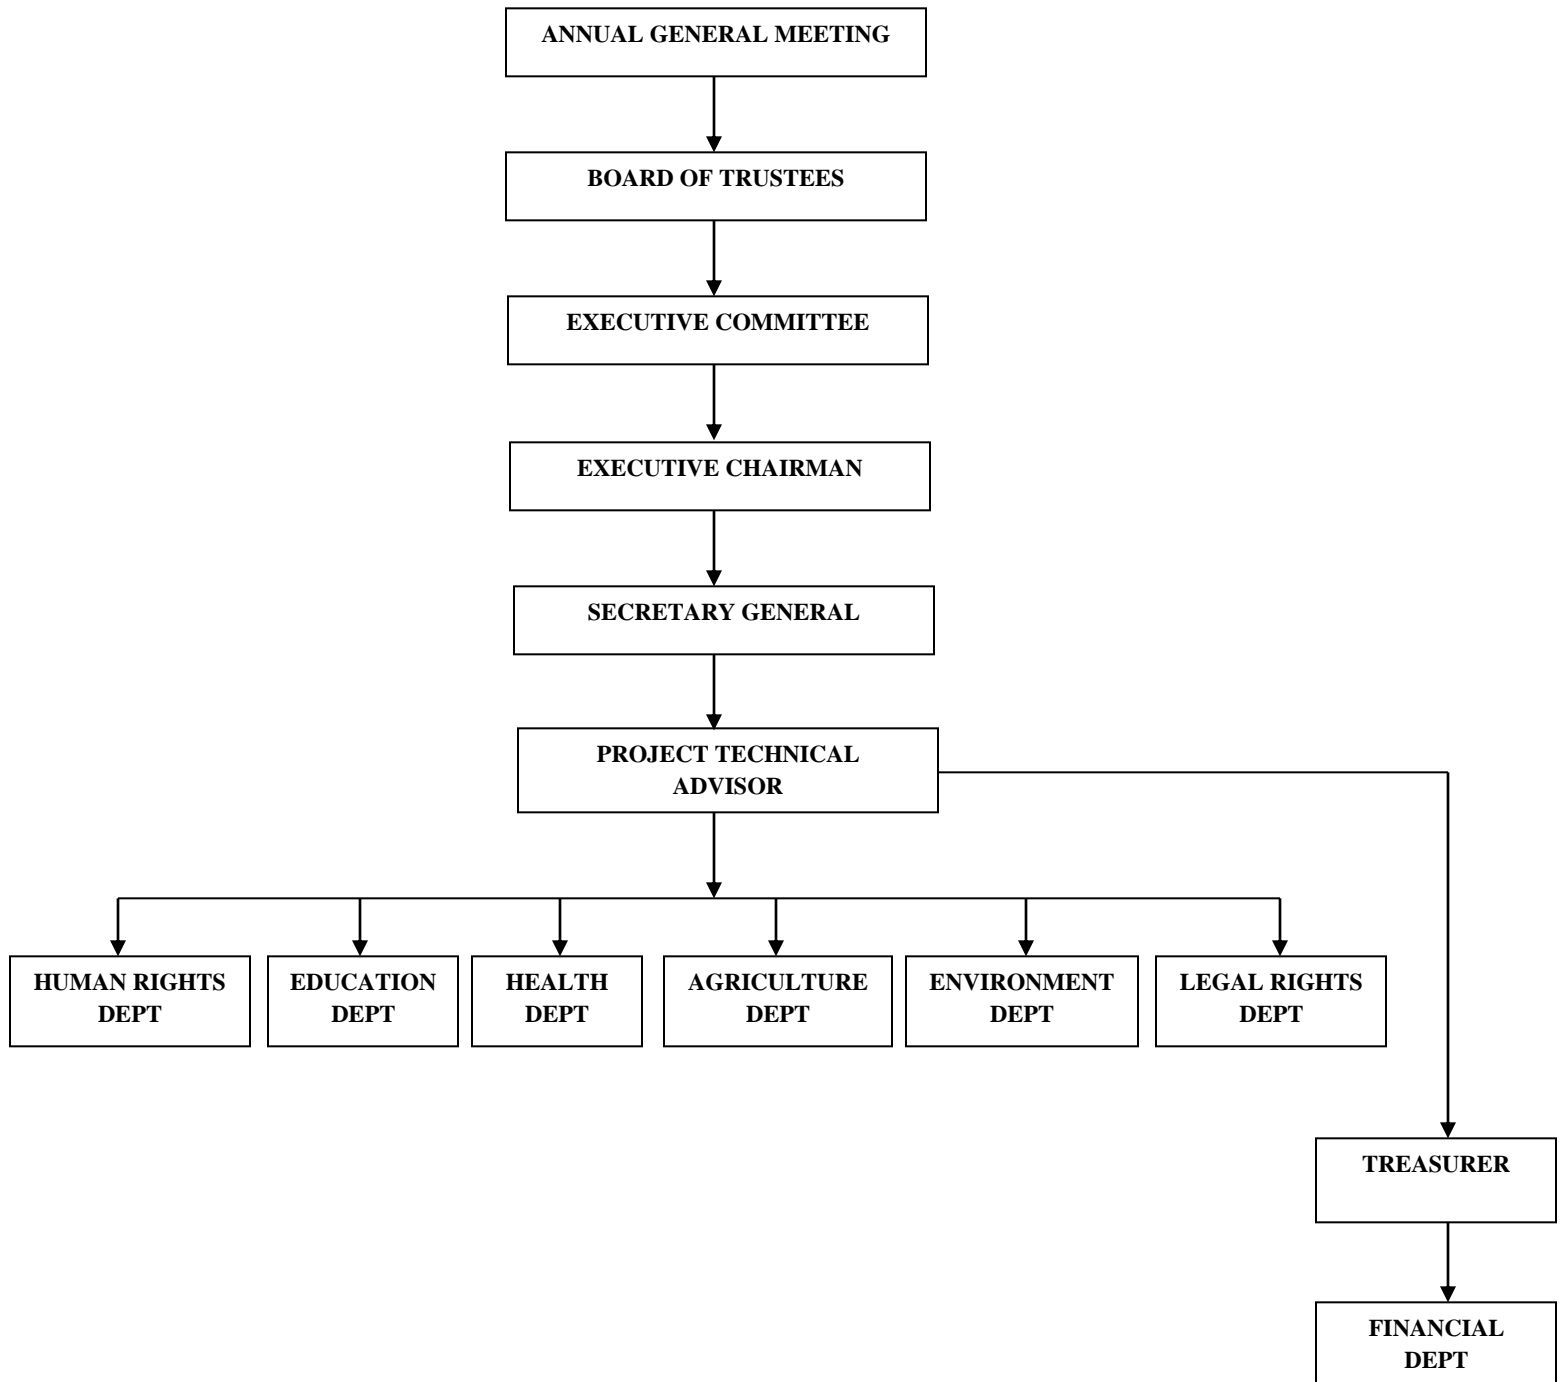 ANNUAL GENERAL MEETING
BOARD OF TRUSTEES
EXECUTIVE COMMITTEE
EXECUTIVE CHAIRMAN
SECRETARY GENERAL
PROJECT TECHNICAL
ADVISOR
HUMAN RIGHTS
DEPT
EDUCATION
DEPT
HEALTH
DEPT
AGRICULTURE
DEPT
ENVIRONMENT
DEPT
LEGAL RIGHTS
DEPT
TREASURER
FINANCIAL
DEPT